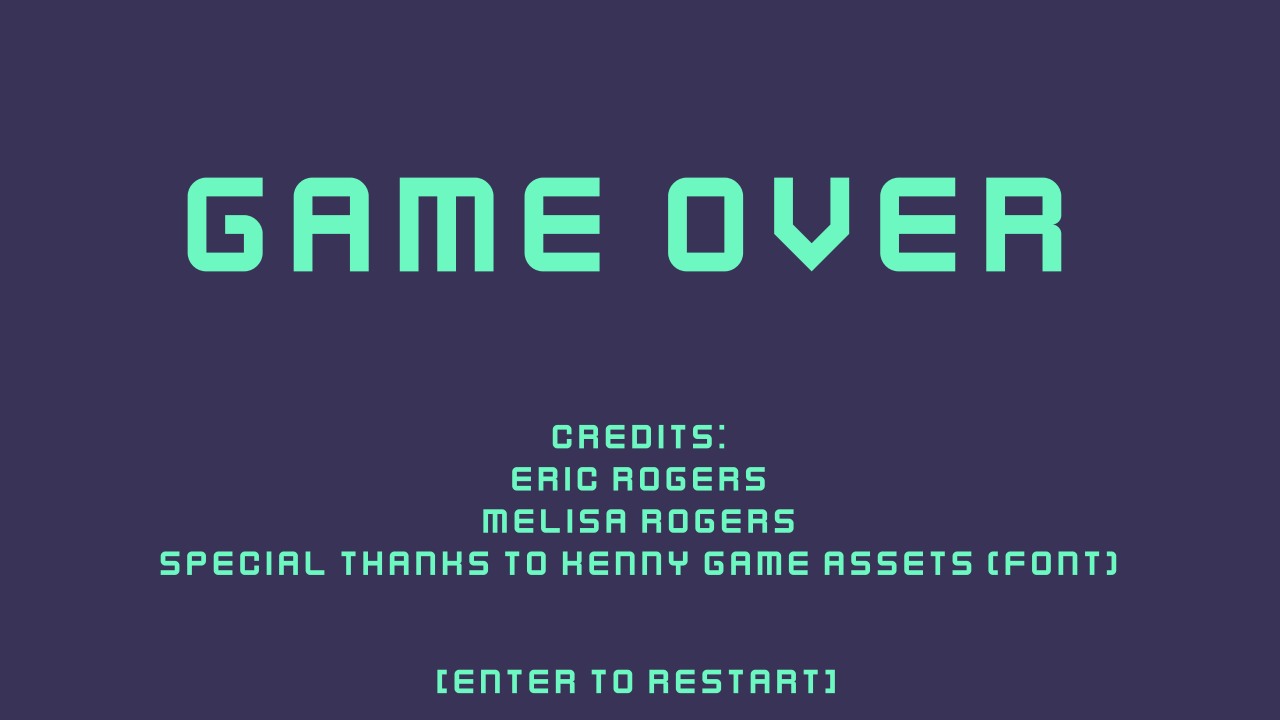 GAME OVER
CREDITS:
ERIC ROGERS
MELISA ROGERS
SPECIAL THANKS TO KENNY GAME ASSETS (FONT)
[ENTER TO RESTART]